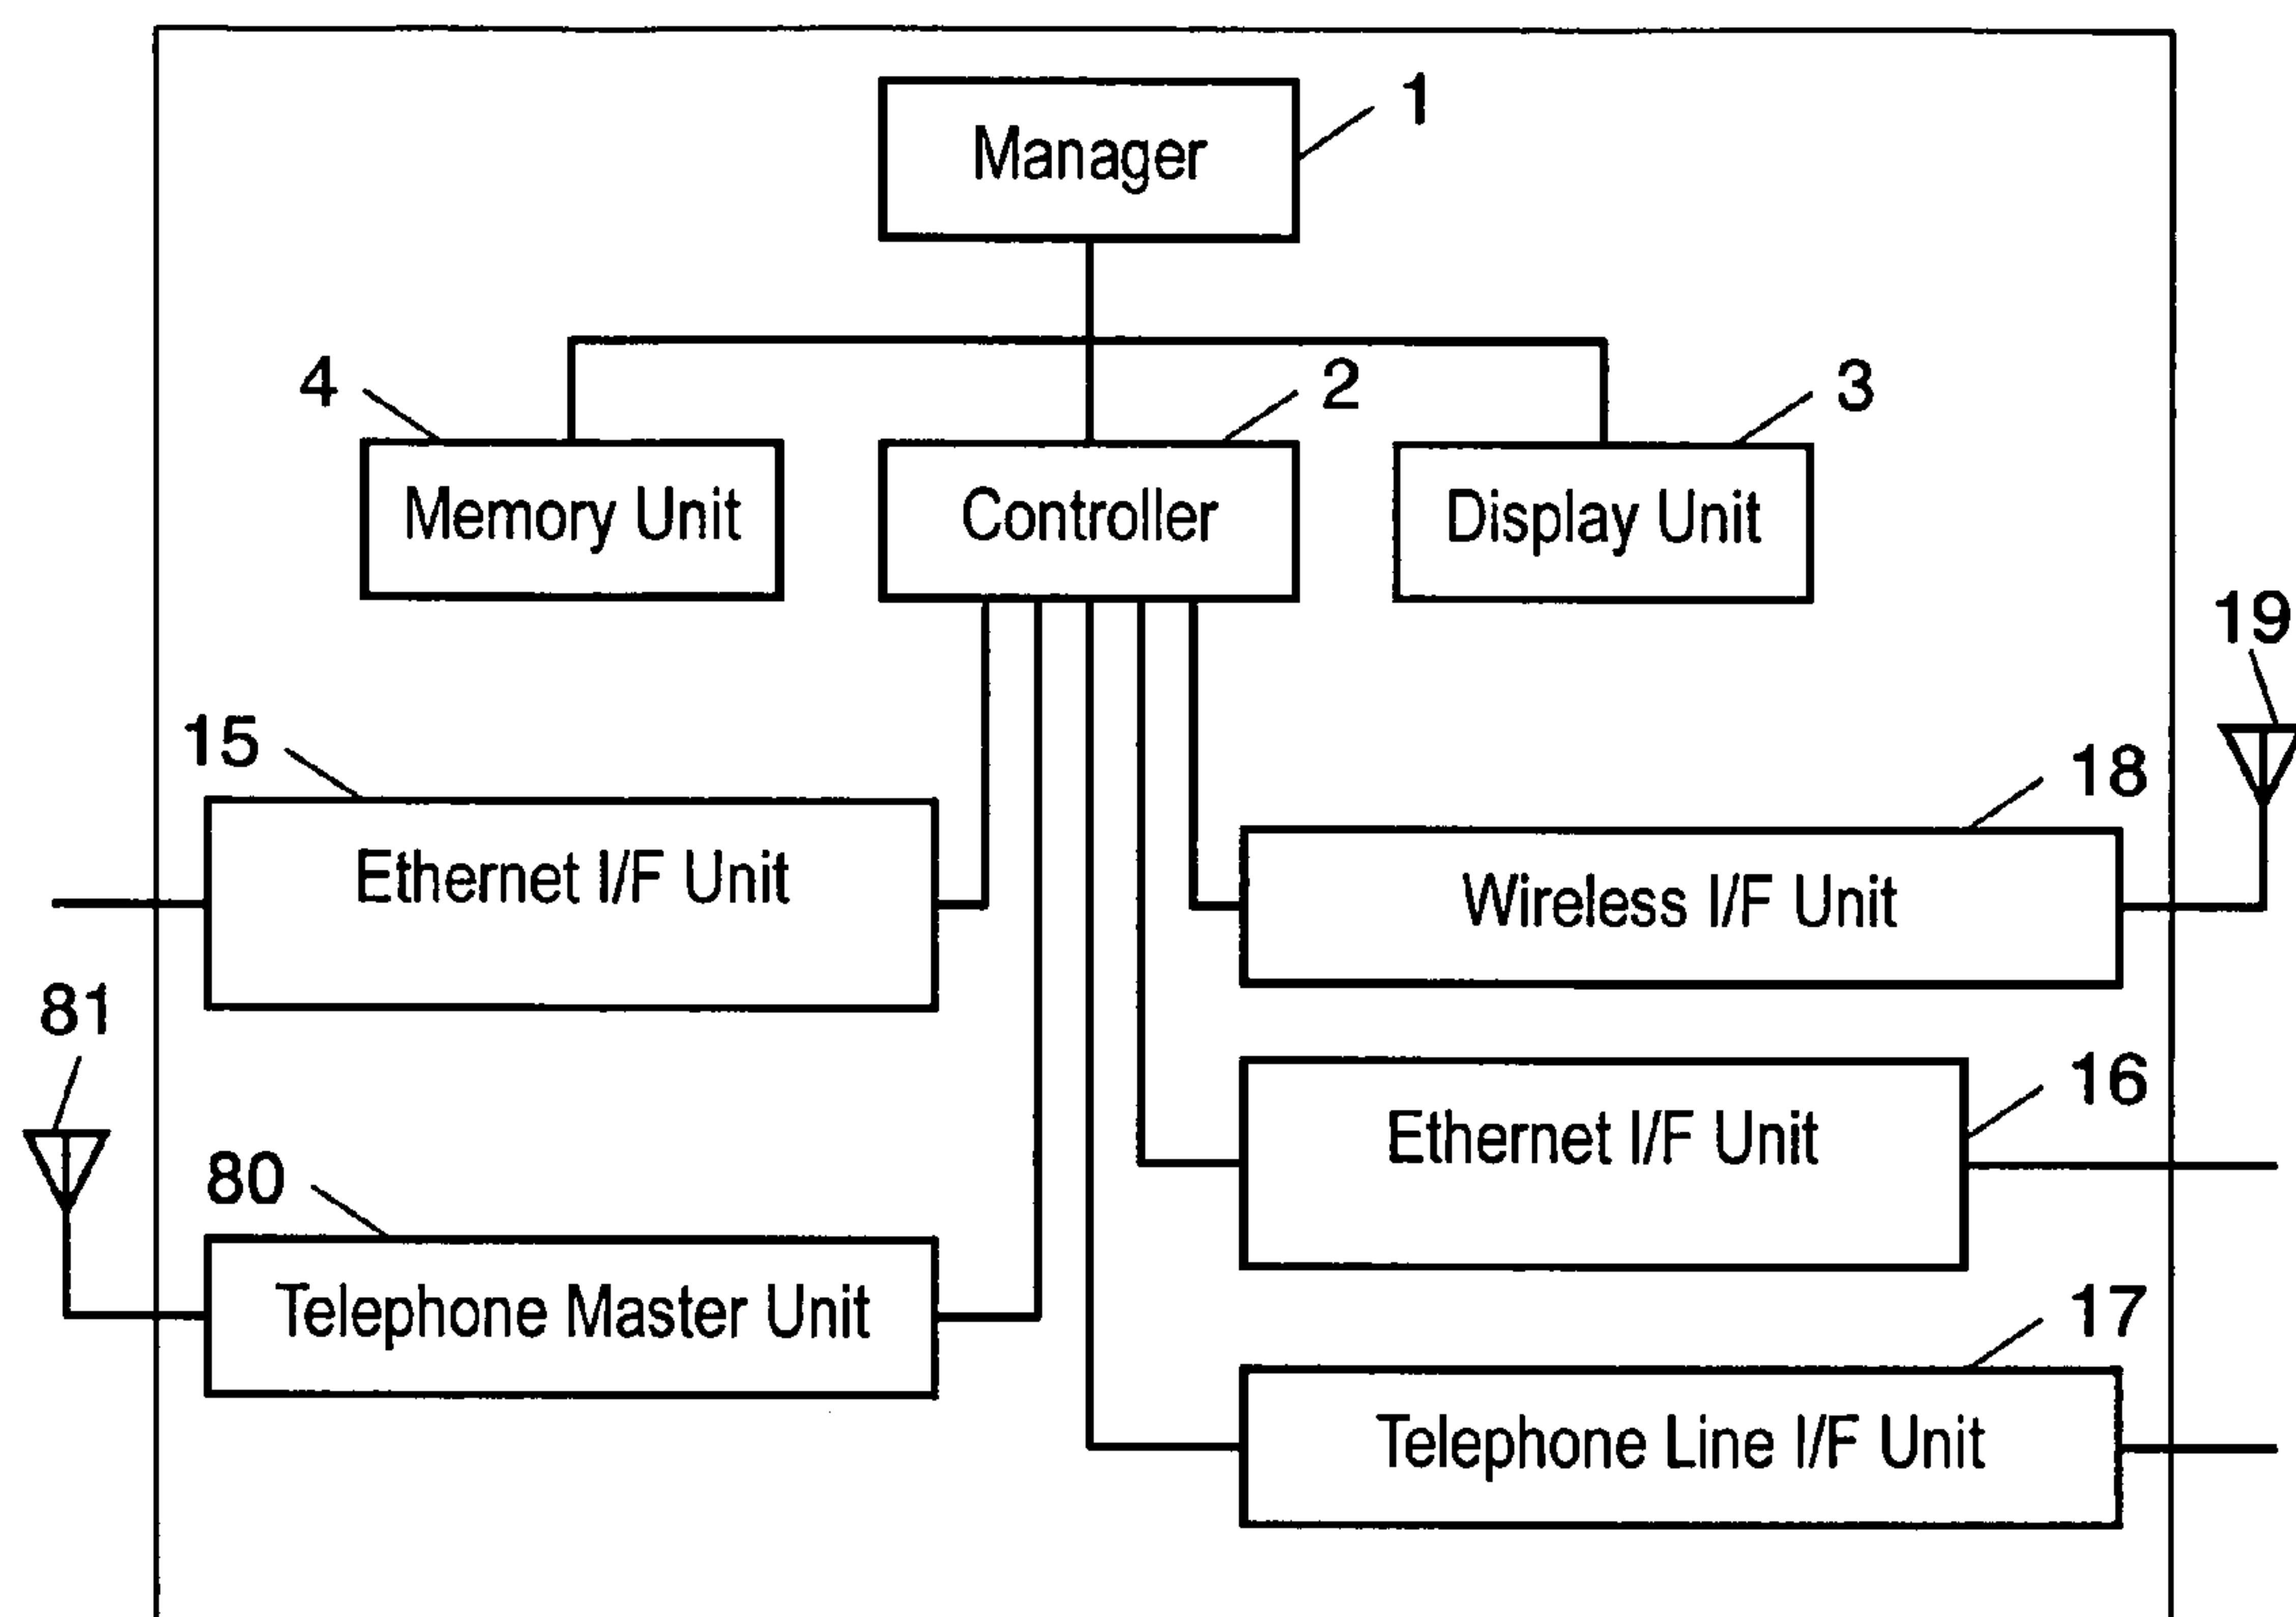 Manager
1
4
2
3
Memory Unit
Controller
Display Unit
19
15
18
Ethernet I/F Unit
Wireless I/F Unit
81
16
Ethernet I/F Unit
80
Telephone Master Unit
17
Telephone Line I/F Unit